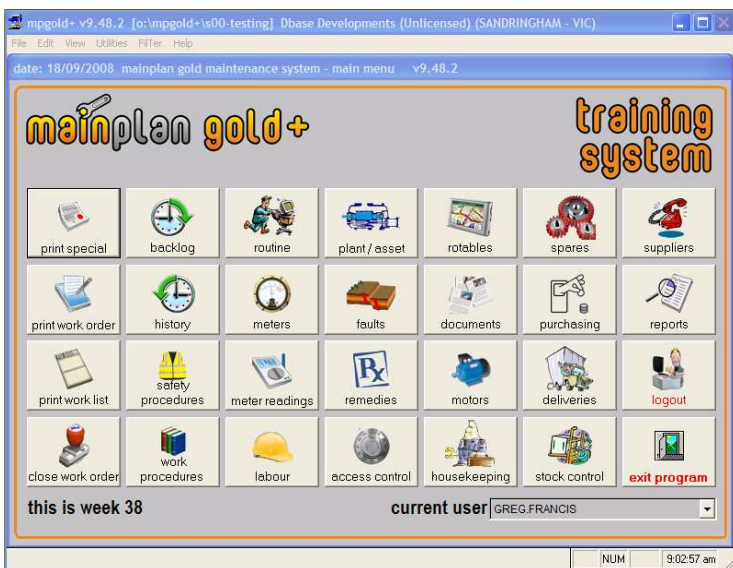 mpgold+ v9.48.2 [o:\mpgold+\s00-testing] Dbase Developments (Unlicensed) (SANDRINGHAM - VIC)
File Edit View Utilities FilTer Help
date: 18/09/2008 mainplan gold maintenance system - main menu v9.48.2
mainplan gold+
training
system
print special backlog routine plant / asset rotables spares suppliers
print work order history meters faults documents purchasing reports
print work list safety procedures meter readings remedies motors deliveries logout
close work order work procedures labour access control housekeeping stock control exit program
this is week 38 current user GREG.FRANCIS
NUM 9:02:57 am